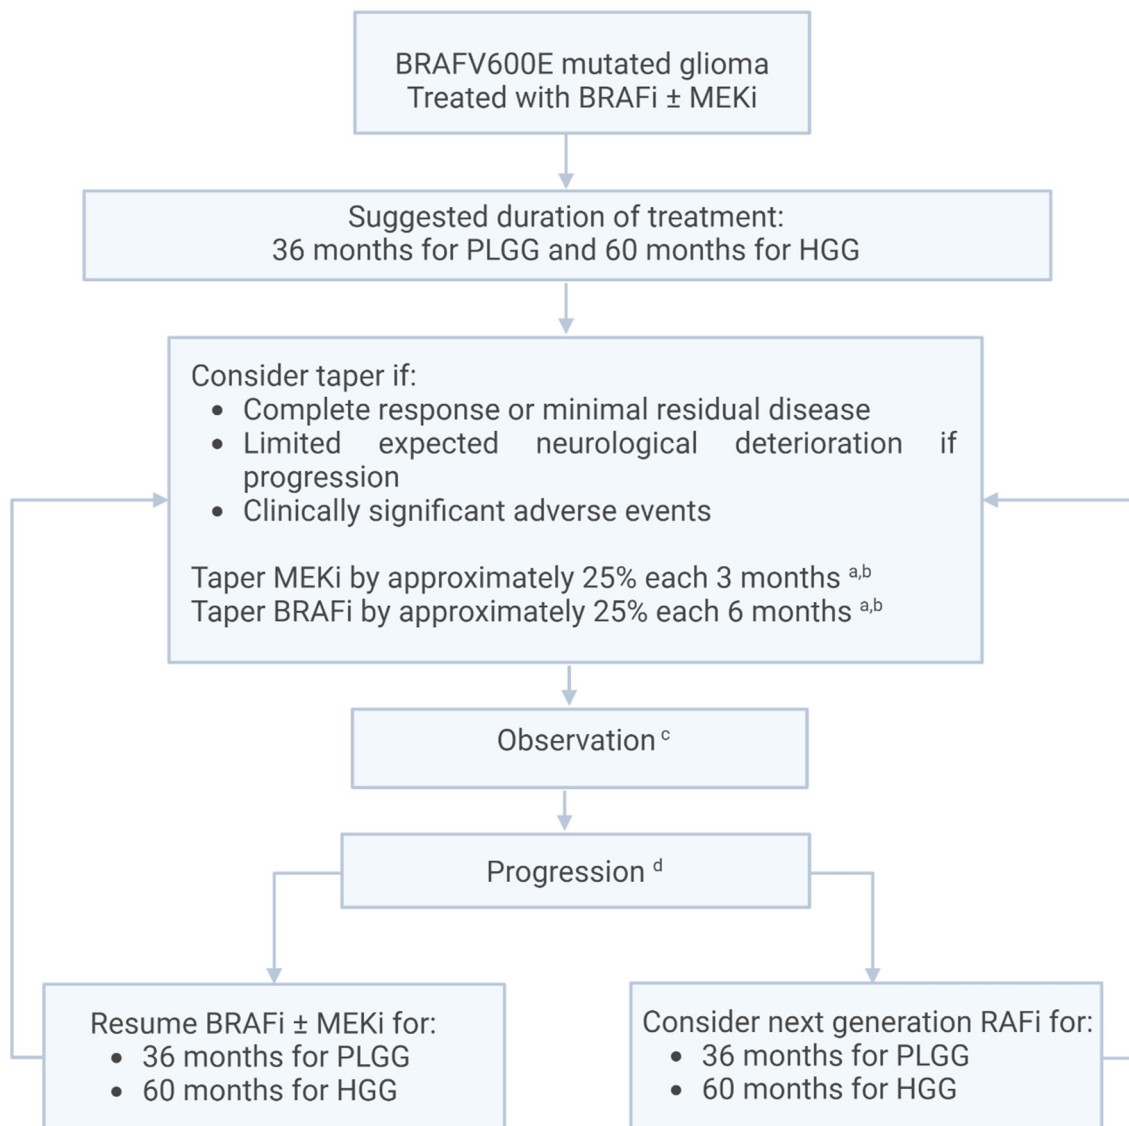 BRAFV600E mutated glioma
Treated with BRAFi ± MEKi
Suggested duration of treatment:
36 months for PLGG and 60 months for HGG
Consider taper if:
• Complete response or minimal residual disease
• Limited expected neurological deterioration if
progression
• Clinically significant adverse events
Taper MEKi by approximately 25% each 3 months a,b
Taper BRAFi by approximately 25% each 6 months a,b
Observation c
Progression d
Resume BRAFi ± MEKi for:
• 36 months for PLGG
• 60 months for HGG
Consider next generation RAFi for:
• 36 months for PLGG
• 60 months for HGG